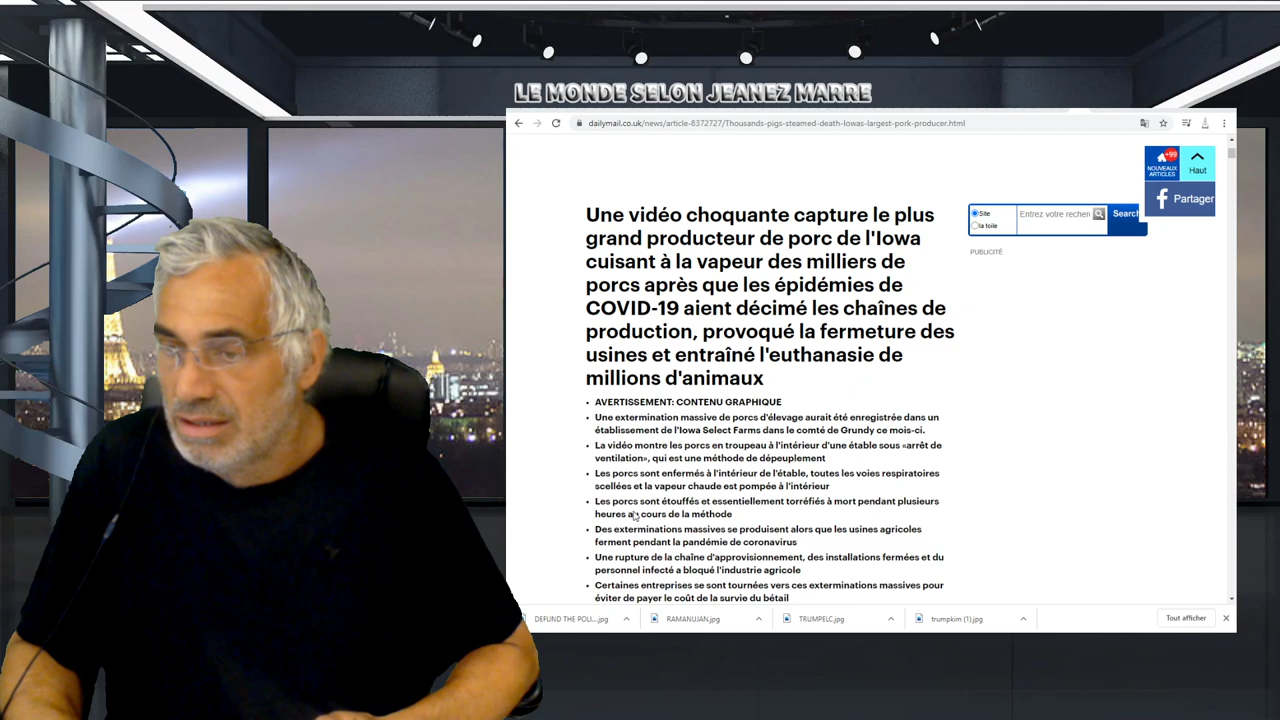 LE MONDE SELON JEANEZ MARRE
dailymail.co.uk/news/article-8372727/Thousands-pigs-steamed-death-Iowas-largest-pork-producer.html
+99
NOUVEAUX
ARTICLES
Haut
Partager
Site
la toile
Entrez votre recher
Search
PUBLICITÉ
Une vidéo choquante capture le plus
grand producteur de porc de l'Iowa
cuisant à la vapeur des milliers de
porcs après que les épidémies de
COVID-19 aient décimé les chaînes de
production, provoqué la fermeture des
usines et entraîné l'euthanasie de
millions d'animaux
• AVERTISSEMENT: CONTENU GRAPHIQUE
• Une extermination massive de porcs d'élevage aurait été enregistrée dans un
établissement de l'Iowa Select Farms dans le comté de Grundy ce mois-ci.
• La vidéo montre les porcs en troupeau à l'intérieur d'une étable sous «arrêt de
ventilation», qui est une méthode de dépeuplement
• Les porcs sont enfermés à l'intérieur de l'étable, toutes les voies respiratoires
scellées et la vapeur chaude est pompée à l'intérieur
• Les porcs sont étouffés et essentiellement torréfiés à mort pendant plusieurs
heures au cours de la méthode
• Des exterminations massives se produisent alors que les usines agricoles
ferment pendant la pandémie de coronavirus
• Une rupture de la chaîne d'approvisionnement, des installations fermées et du
personnel infecté a bloqué l'industrie agricole
• Certaines entreprises se sont tournées vers ces exterminations massives pour
éviter de payer le coût de la survie du bétail
DEFUND THE POLI....jpg
RAMANUJAN.jpg
TRUMPELC.jpg
trumpkim (1).jpg
Tout afficher